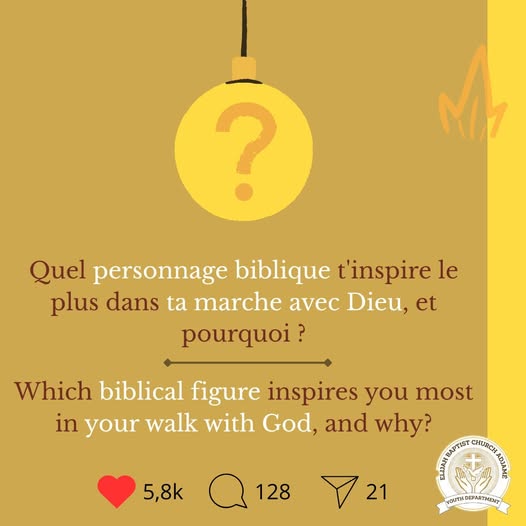 ?
Quel personnage biblique t'inspire le
plus dans ta marche avec Dieu, et
pourquoi ?
Which biblical figure inspires you most
in your walk with God, and why?
5,8k 128 21
ELIJAH BAPTIST CHURCH ADJAME
YOUTH DEPARTMENT